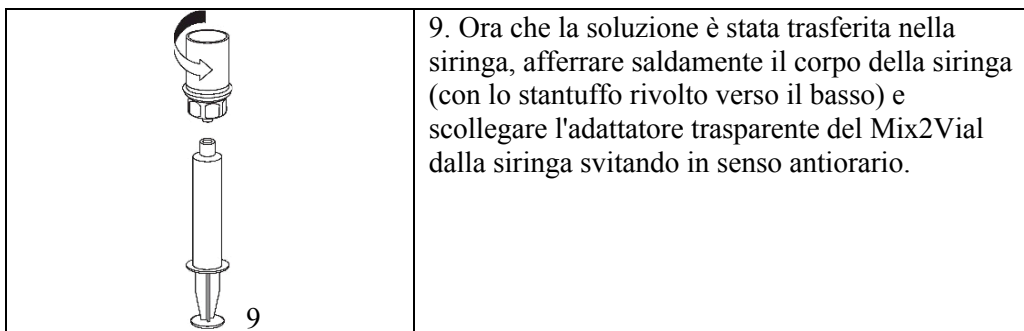 9. Ora che la soluzione è stata trasferita nella
siringa, afferrare saldamente il corpo della siringa
(con lo stantuffo rivolto verso il basso) e
scollegare l'adattatore trasparente del Mix2Vial
dalla siringa svitando in senso antiorario.
9